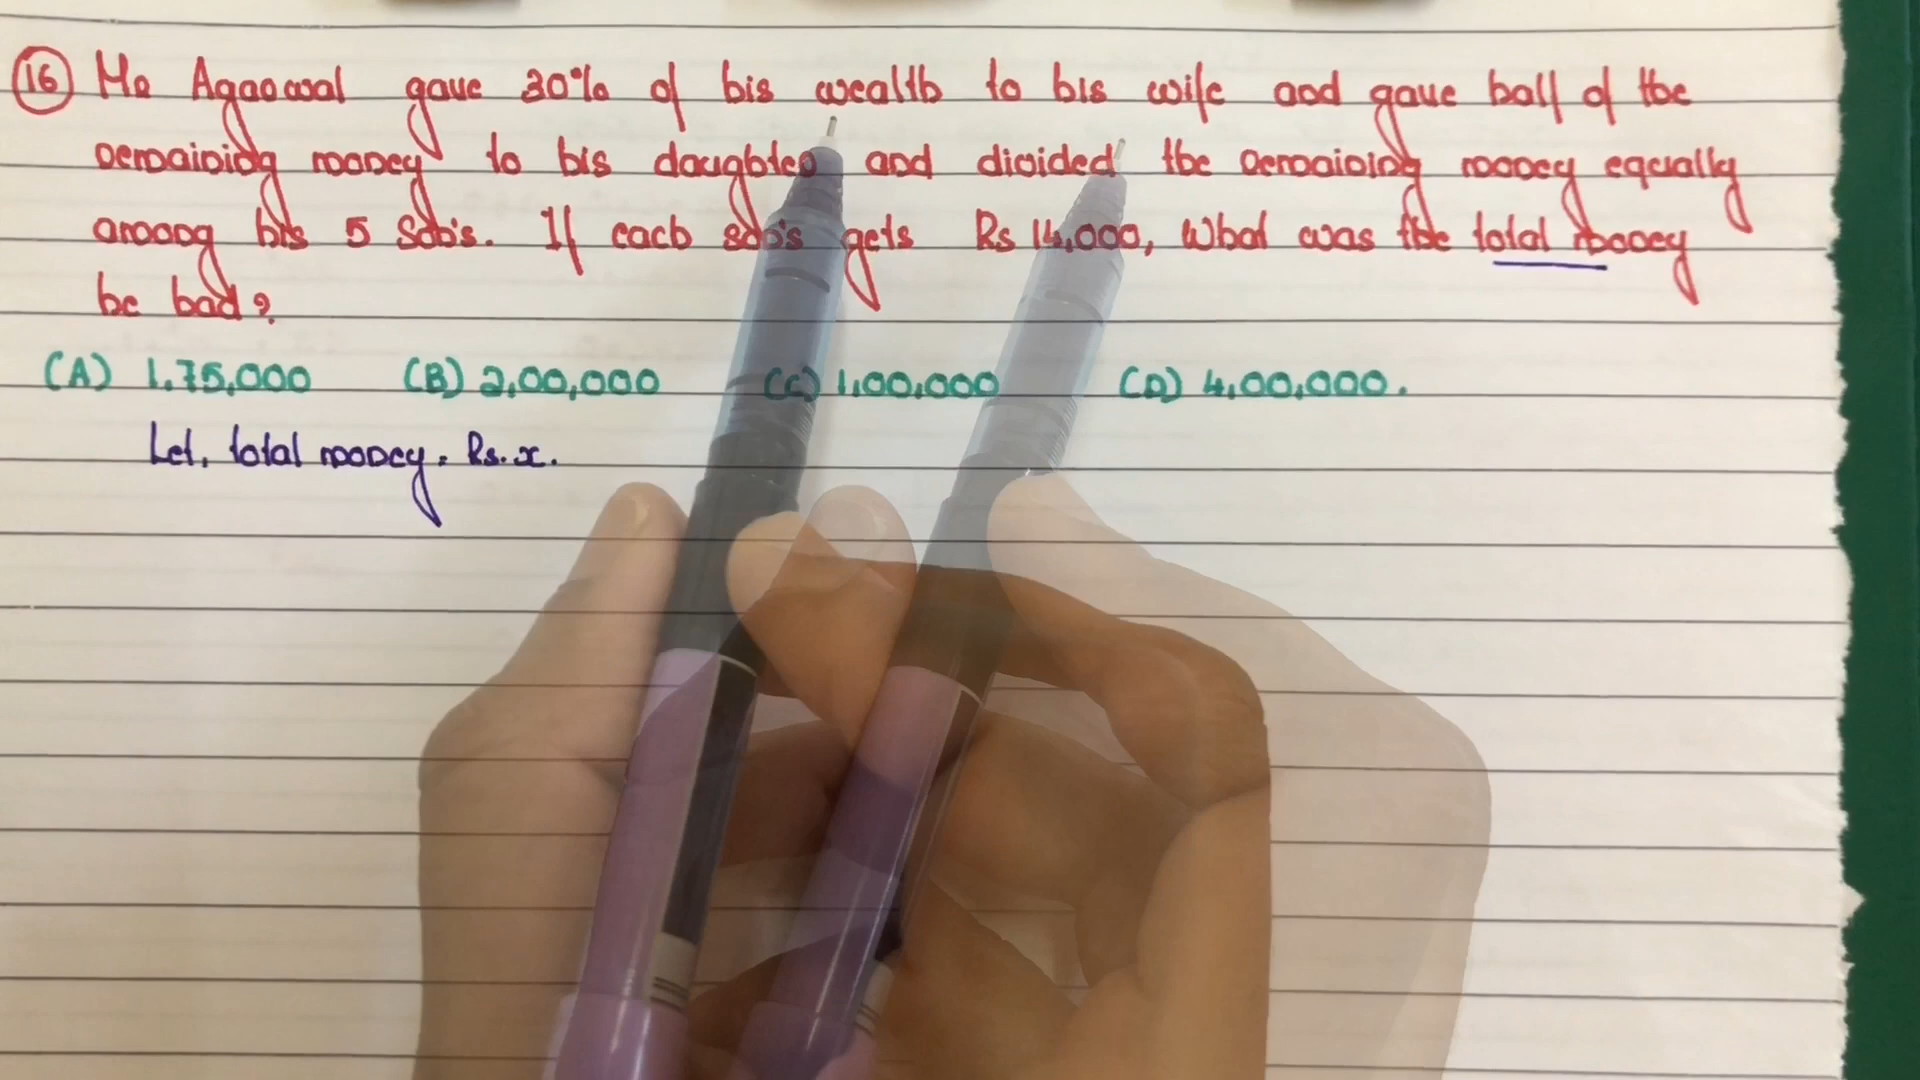 16 Mr Agarwal gave 30% of his wealth to his wife and gave half of the
remaining money to his daughter and divided the remaining money equally
among his 5 Son's. If each son's gets Rs 14,000, What was the total money
he had?
(A) 1,75,000 (B) 2,00,000 (C) 1,00,000 (D) 4,00,000.
Let, total money = Rs. x.